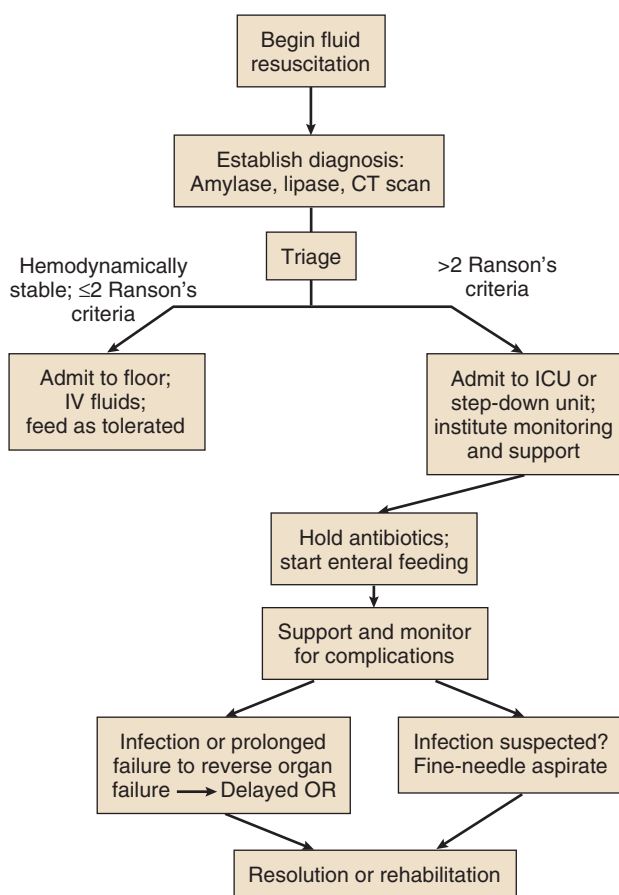 Begin fluid
resuscitation
Establish diagnosis:
Amylase, lipase, CT scan
Triage
Hemodynamically
stable; ≤2 Ranson's
criteria
>2 Ranson's
criteria
Admit to floor;
IV fluids;
feed as tolerated
Admit to ICU or
step-down unit;
institute monitoring
and support
Hold antibiotics;
start enteral feeding
Support and monitor
for complications
Infection or prolonged
failure to reverse organ
failure → Delayed OR
Infection suspected?
Fine-needle aspirate
Resolution or rehabilitation